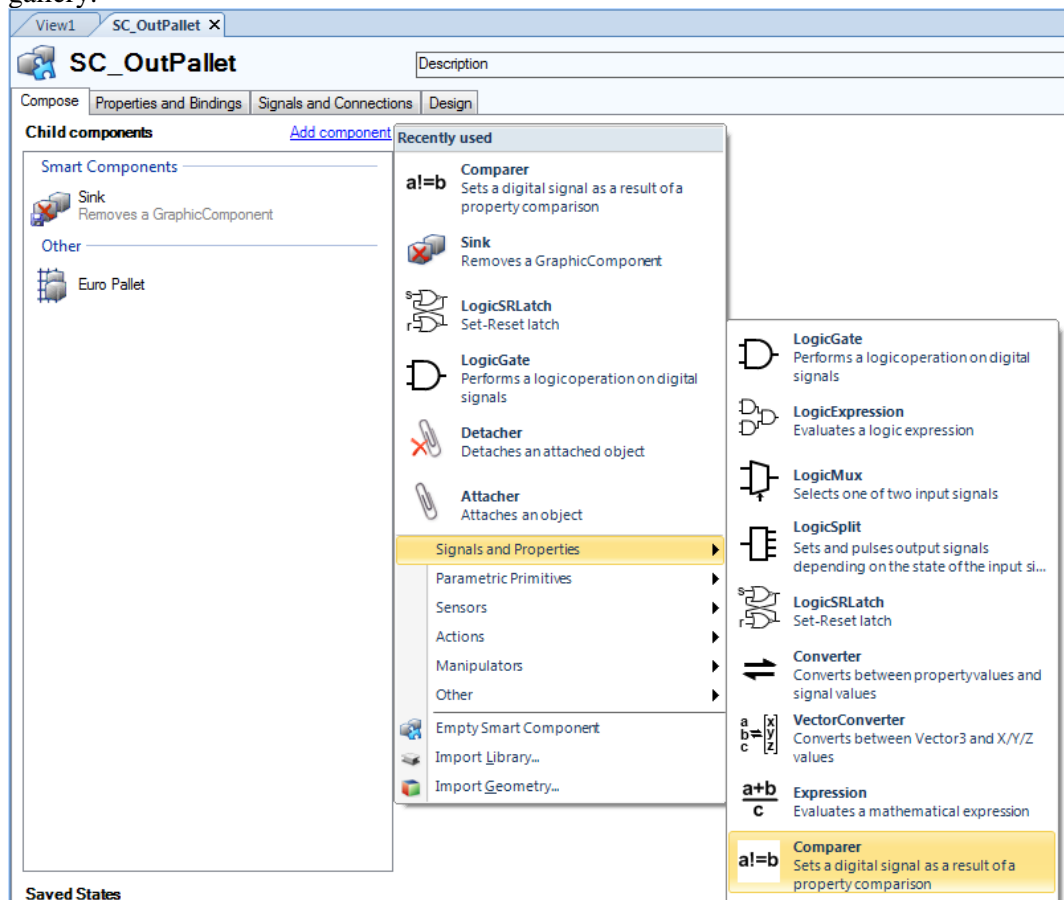 gallery.
View1
SC_OutPallet
SC_OutPallet
Description
Compose
Properties and Bindings
Signals and Connections
Design
Child components
Add component
Smart Components
Sink
Removes a GraphicComponent
Other
Euro Pallet
Saved States
Recently used
a!=b
Comparer
Sets a digital signal as a result of a
property comparison
Sink
Removes a GraphicComponent
s
r
LogicSRLatch
Set-Reset latch
LogicGate
Performs a logic operation on digital
signals
Detacher
Detaches an attached object
Attacher
Attaches an object
Signals and Properties
Parametric Primitives
Sensors
Actions
Manipulators
Other
Empty Smart Component
Import Library...
Import Geometry...
LogicGate
Performs a logic operation on digital
signals
LogicExpression
Evaluates a logic expression
LogicMux
Selects one of two input signals
LogicSplit
Sets and pulses output signals
depending on the state of the input si...
s
r
LogicSRLatch
Set-Reset latch
Converter
Converts between property values and
signal values
a [x]
b⇌[y]
c [z]
VectorConverter
Converts between Vector3 and X/Y/Z
values
a+b
c
Expression
Evaluates a mathematical expression
a!=b
Comparer
Sets a digital signal as a result of a
property comparison